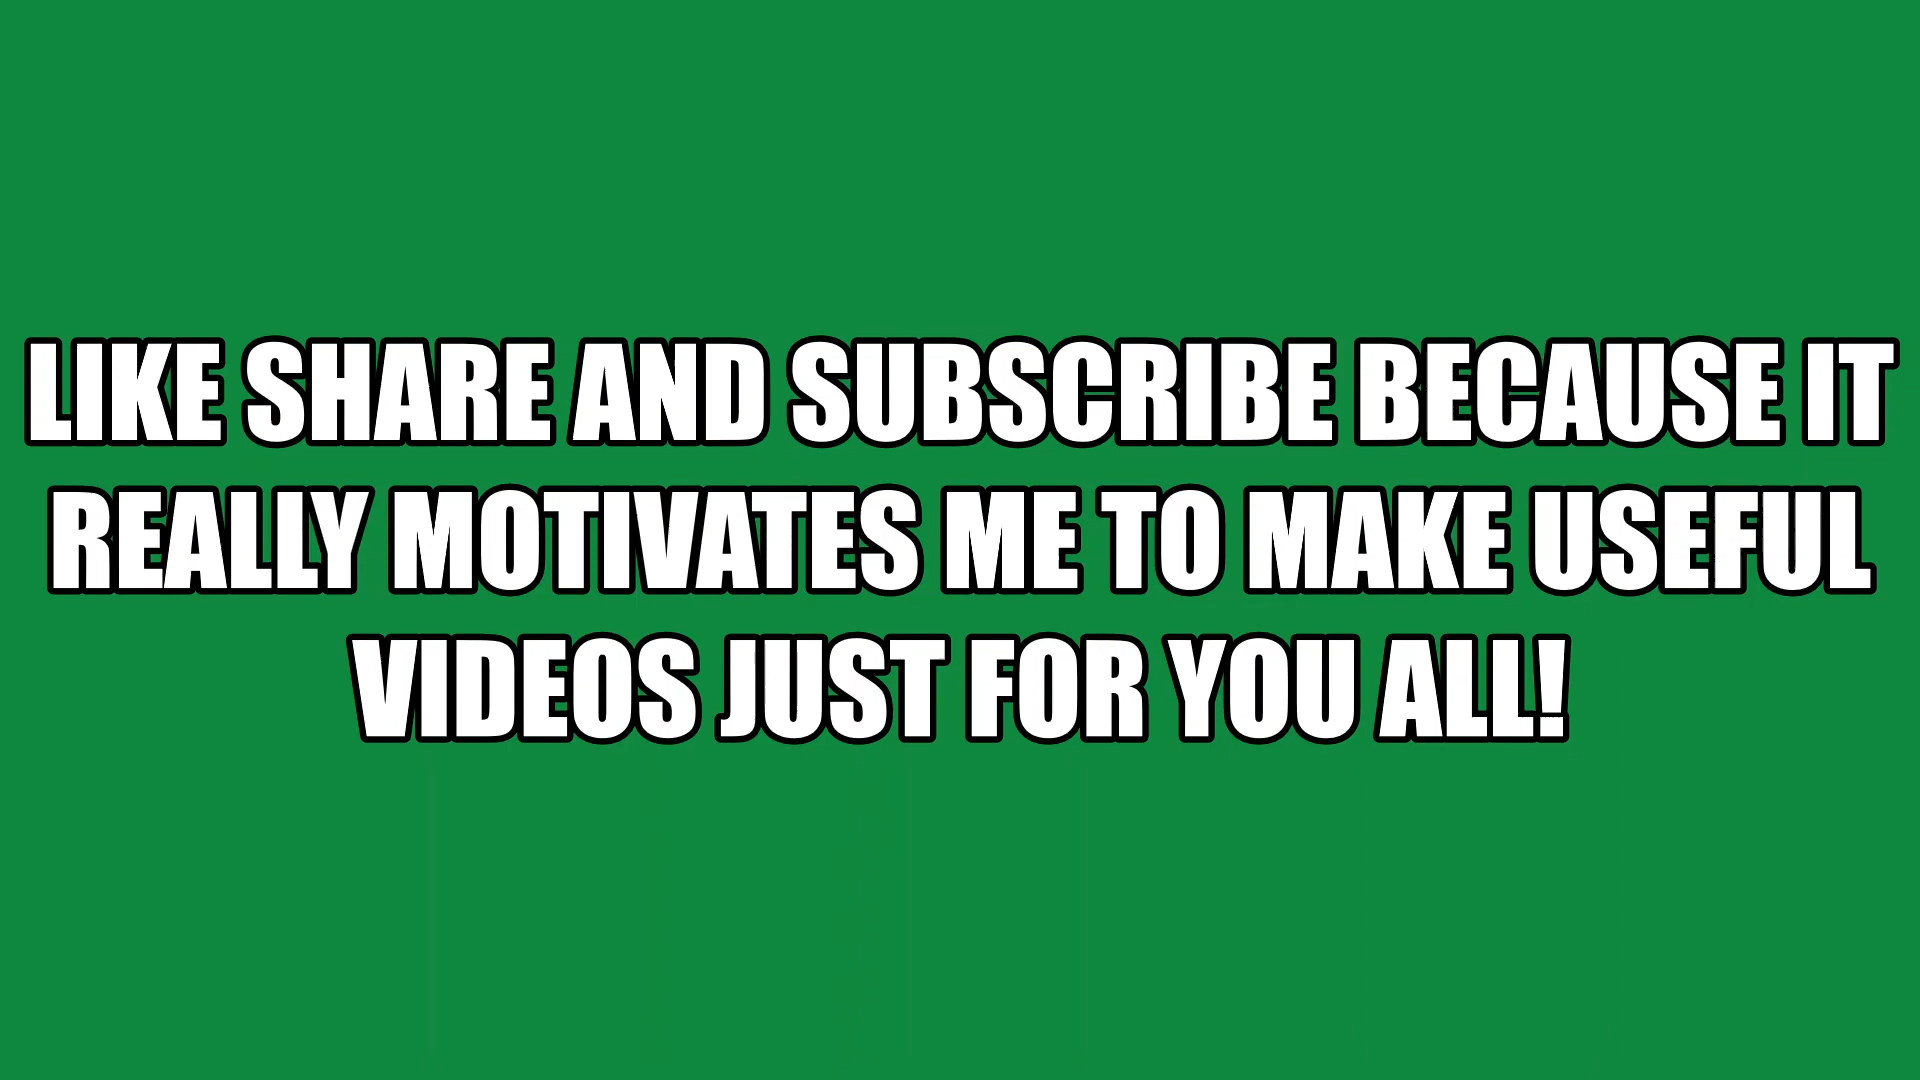 LIKE SHARE AND SUBSCRIBE BECAUSE IT
REALLY MOTIVATES ME TO MAKE USEFUL
VIDEOS JUST FOR YOU ALL!